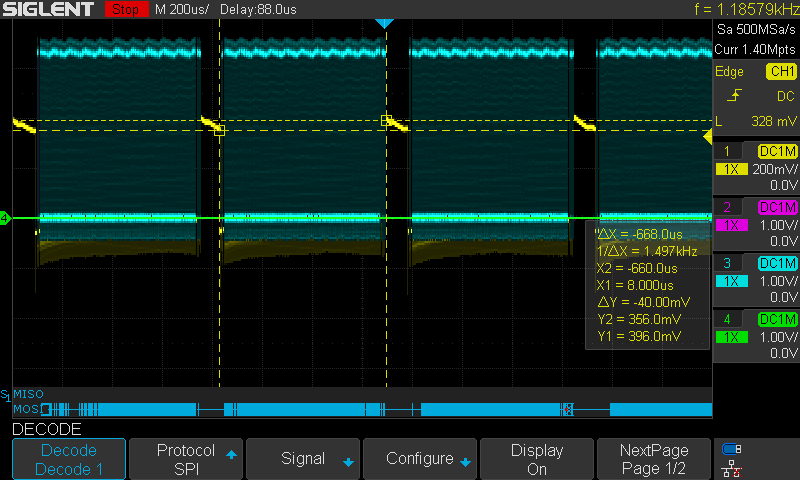 SIGLENT Stop M 200us/ Delay:88.0us f = 1.18579kHz
Sa 500MSa/s
Curr 1.40Mpts
Edge CH1
DC
L 328 mV
1 DC1M
1X 200mV/
0.0V
2 DC1M
1X 1.00V/
0.0V
3 DC1M
1X 1.00V/
0.0V
4 DC1M
1X 1.00V/
0.0V
4
△X = -668.0us
1/△X = 1.497kHz
X2 = -660.0us
X1 = 8.000us
△Y = -40.00mV
Y2 = 356.0mV
Y1 = 396.0mV
S1 MISO
MOSI
DECODE
Decode
Decode 1
Protocol
SPI
Signal
Configure
Display
On
NextPage
Page 1/2